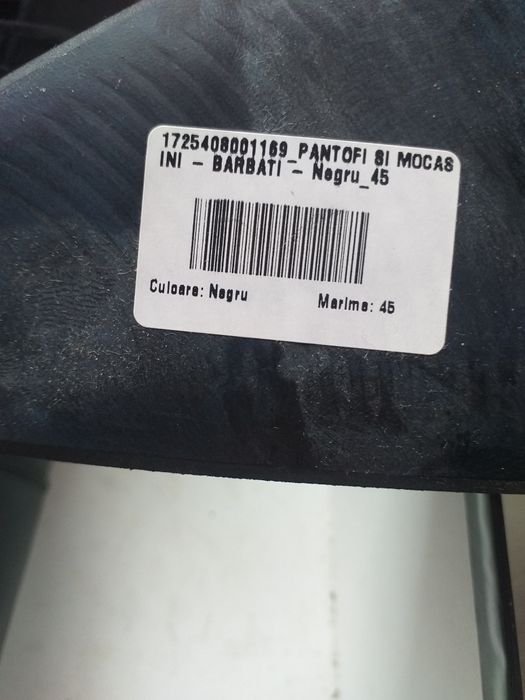 1725408001169_PANTOFI SI MOCAS
INI - BARBATI - Negru_45
Culoare: Negru
Marime: 45